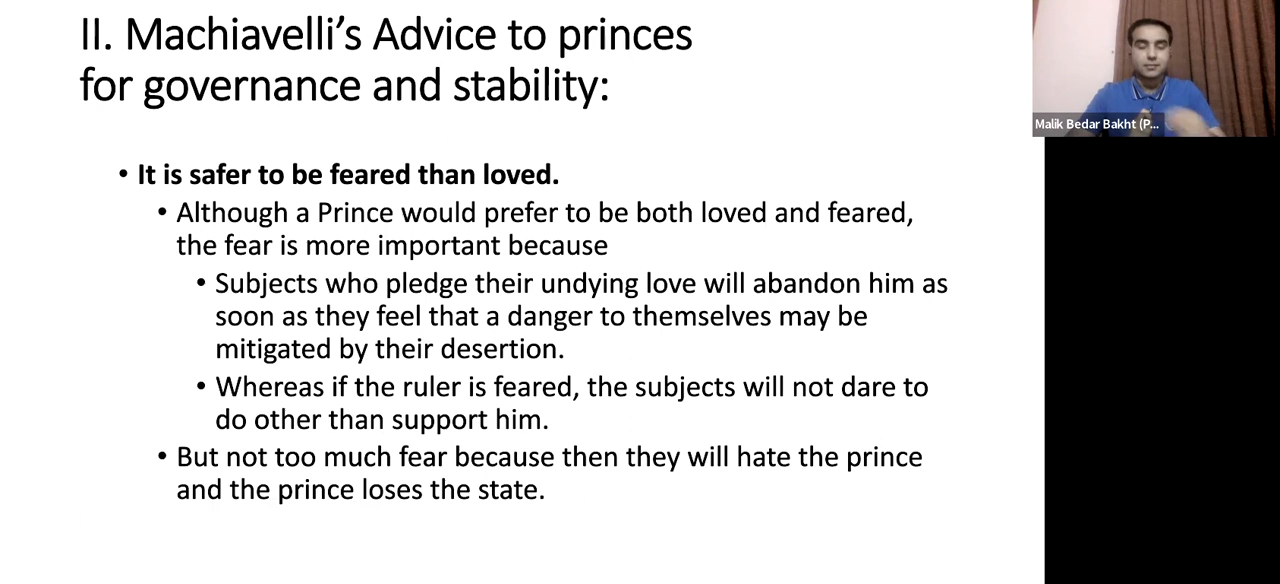 II. Machiavelli’s Advice to princes
for governance and stability:
• It is safer to be feared than loved.
• Although a Prince would prefer to be both loved and feared,
the fear is more important because
• Subjects who pledge their undying love will abandon him as
soon as they feel that a danger to themselves may be
mitigated by their desertion.
• Whereas if the ruler is feared, the subjects will not dare to
do other than support him.
• But not too much fear because then they will hate the prince
and the prince loses the state.
Malik Bedar Bakht (P...